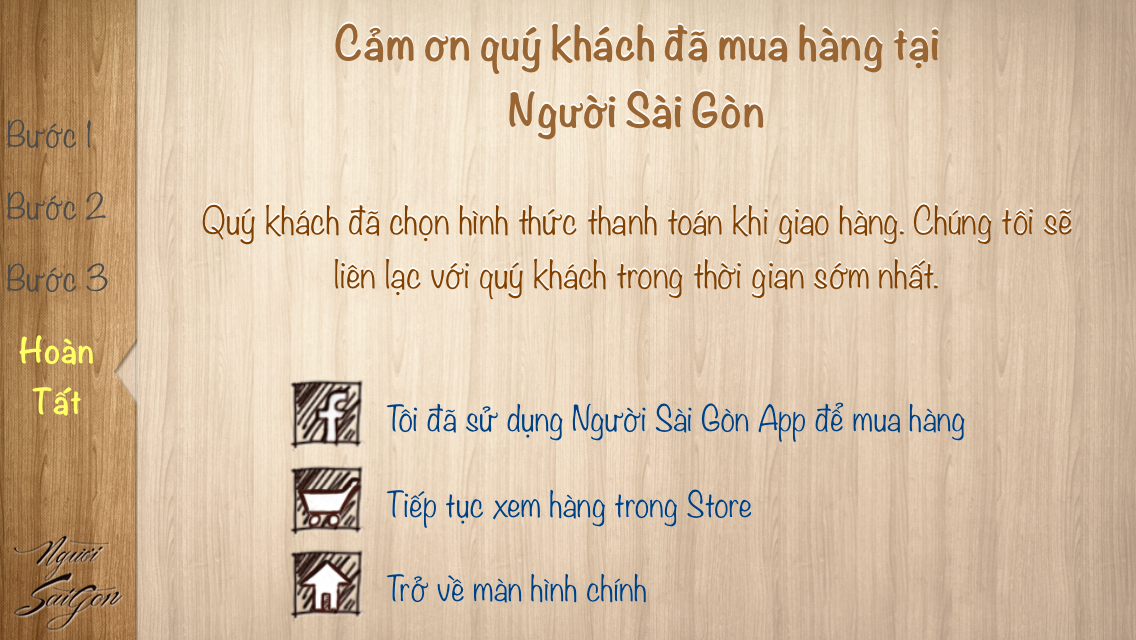 Cảm ơn quý khách đã mua hàng tại
Người Sài Gòn
Bước 1
Bước 2
Bước 3
Hoàn
Tất
Quý khách đã chọn hình thức thanh toán khi giao hàng. Chúng tôi sẽ
liên lạc với quý khách trong thời gian sớm nhất.
f
Tôi đã sử dụng Người Sài Gòn App để mua hàng
Tiếp tục xem hàng trong Store
Trở về màn hình chính
Người
SaiGon